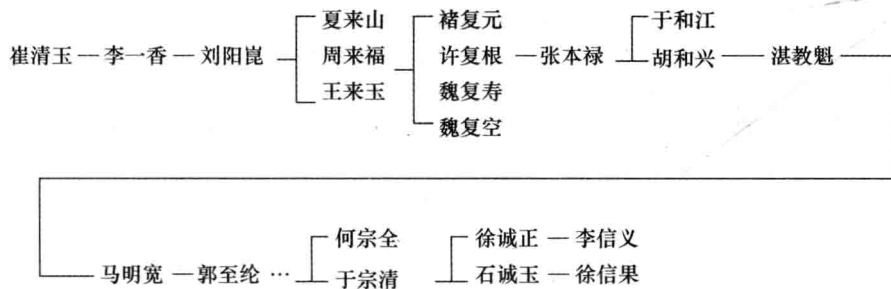 夏来山 褚复元 于和江
崔清玉 李一香 刘阳崑 周来福 许复根 张本禄 胡和兴 湛教魁
王来玉 魏复寿
魏复空
何宗全 徐诚正 李信义
马明宽 郭至纶 … 于宗清 石诚玉 徐信果